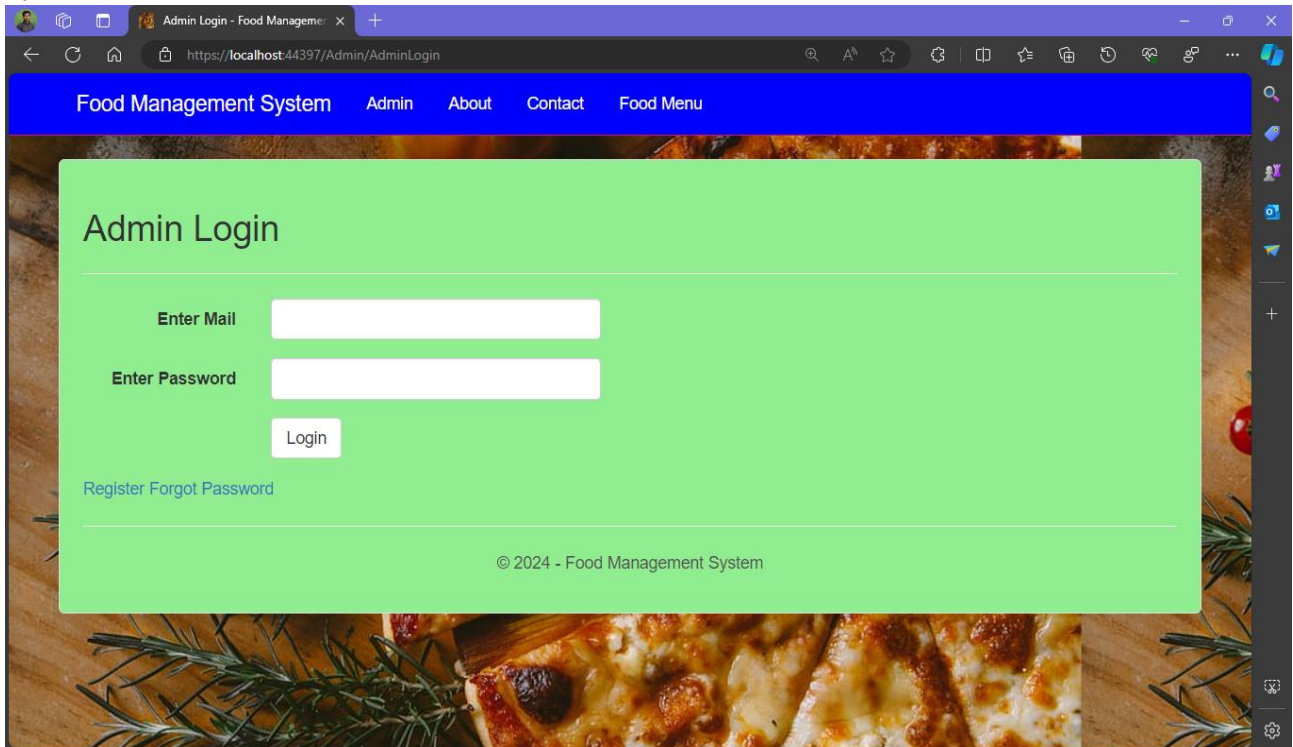 Admin Login - Food Managemen
https://localhost:44397/Admin/AdminLogin
Food Management System Admin About Contact Food Menu
Admin Login
Enter Mail
Enter Password
Login
Register Forgot Password
© 2024 - Food Management System